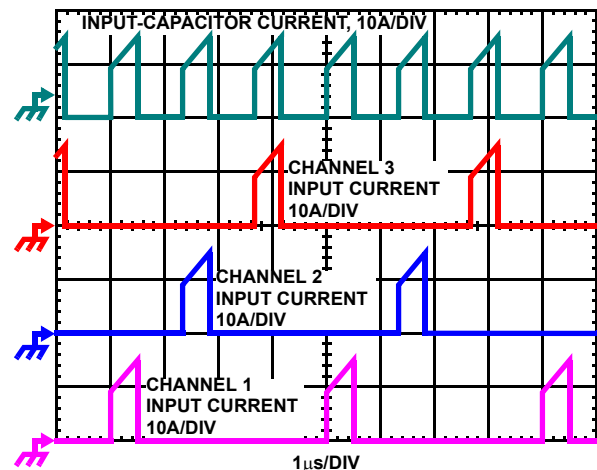 INPUT-CAPACITOR CURRENT, 10A/DIV
CHANNEL 3
INPUT CURRENT
10A/DIV
CHANNEL 2
INPUT CURRENT
10A/DIV
CHANNEL 1
INPUT CURRENT
10A/DIV
1μs/DIV